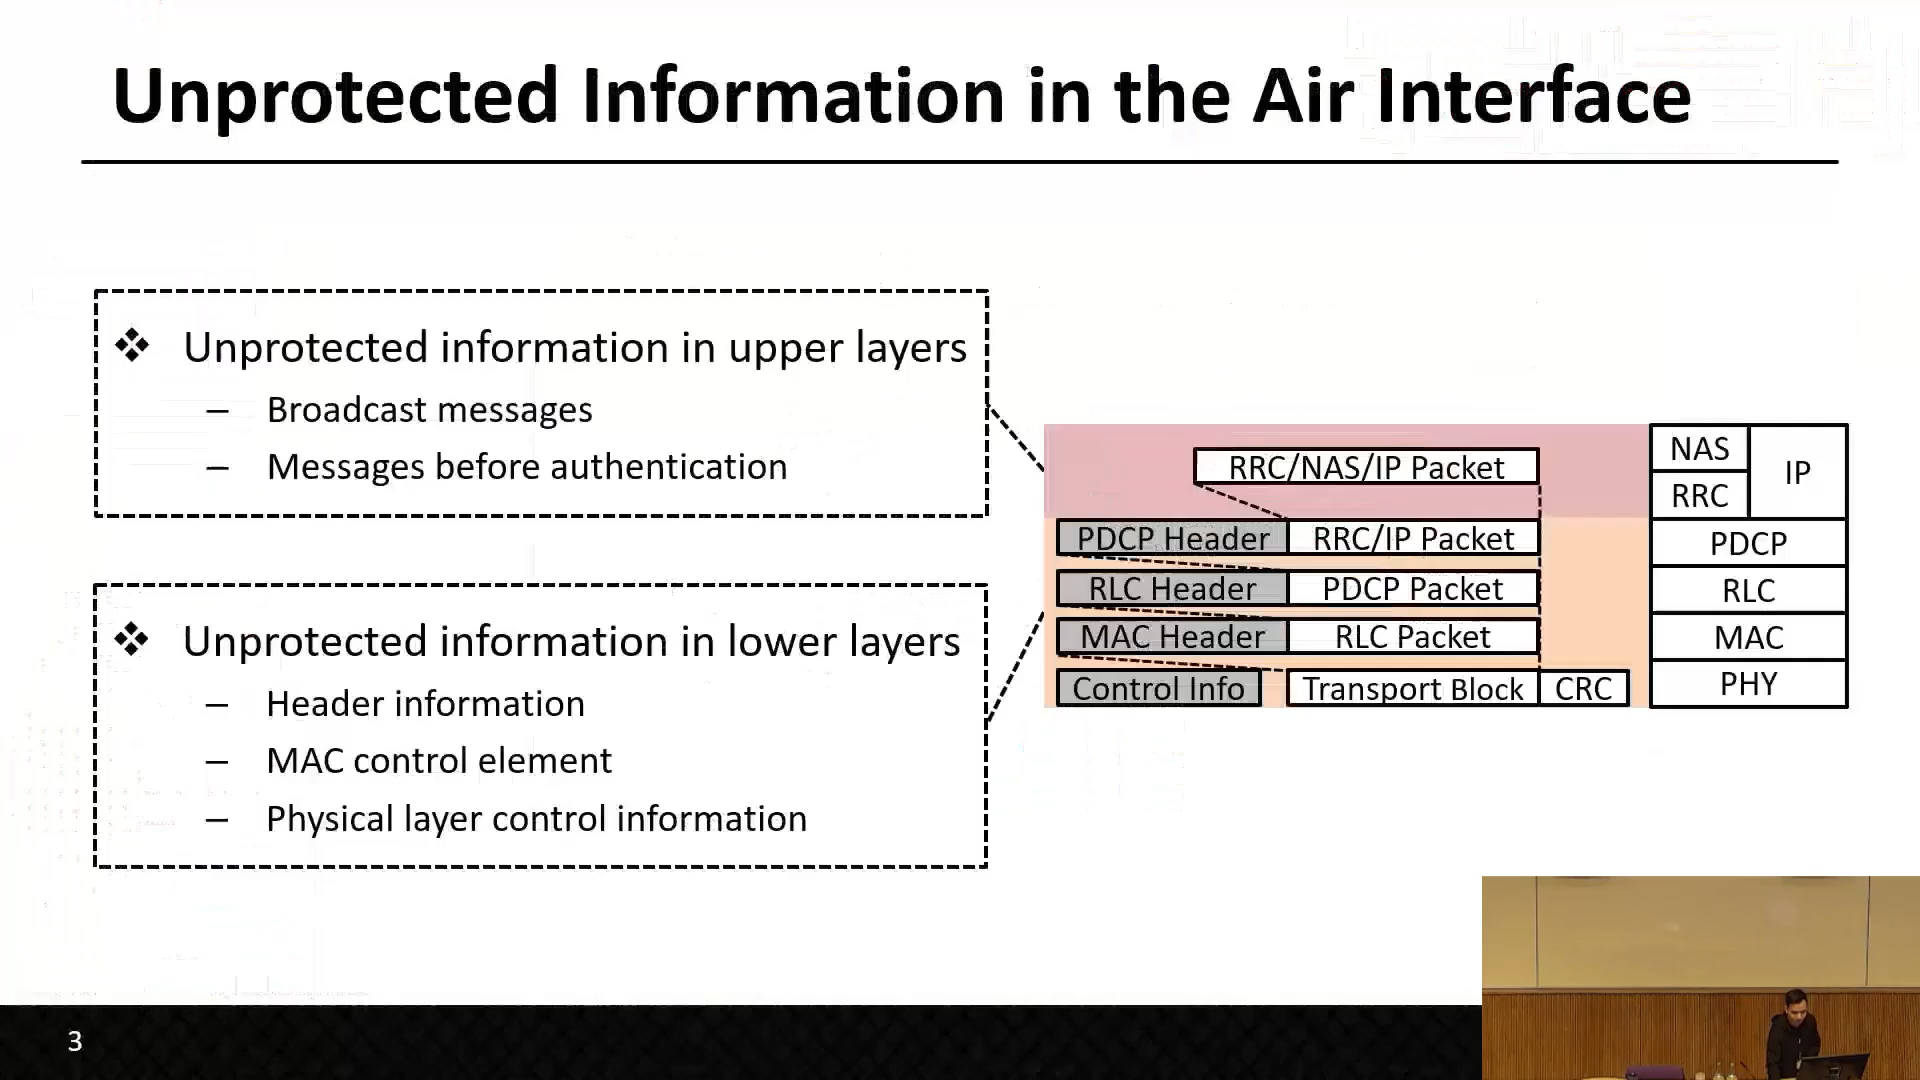 Unprotected Information in the Air Interface
❖ Unprotected information in upper layers
– Broadcast messages
– Messages before authentication
❖ Unprotected information in lower layers
– Header information
– MAC control element
– Physical layer control information
RRC/NAS/IP Packet
PDCP Header RRC/IP Packet
RLC Header PDCP Packet
MAC Header RLC Packet
Control Info Transport Block CRC
NAS
RRC
IP
PDCP
RLC
MAC
PHY
3